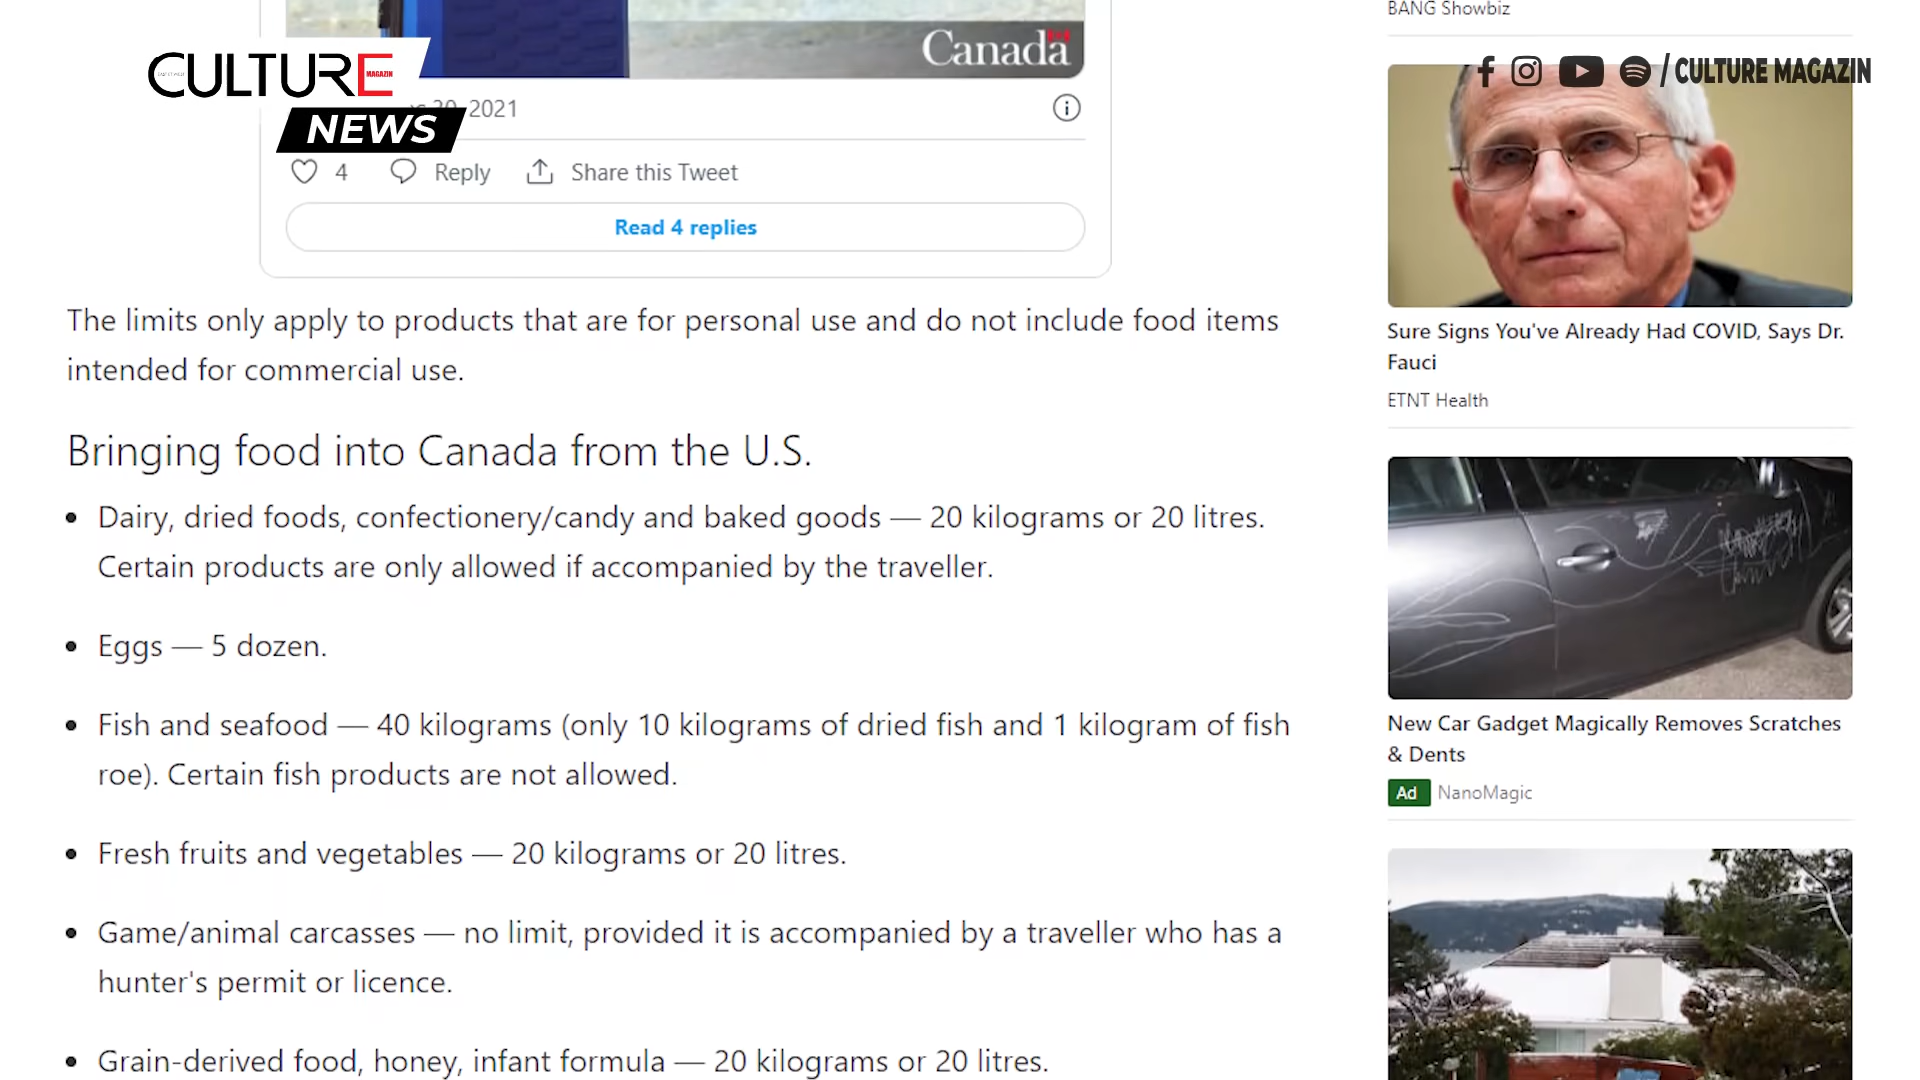 CULTURE
MAGAZIN
NEWS
Canada
20, 2021
4 Reply Share this Tweet
Read 4 replies
The limits only apply to products that are for personal use and do not include food items
intended for commercial use.
Bringing food into Canada from the U.S.
• Dairy, dried foods, confectionery/candy and baked goods — 20 kilograms or 20 litres.
Certain products are only allowed if accompanied by the traveller.
• Eggs — 5 dozen.
• Fish and seafood — 40 kilograms (only 10 kilograms of dried fish and 1 kilogram of fish
roe). Certain fish products are not allowed.
• Fresh fruits and vegetables — 20 kilograms or 20 litres.
• Game/animal carcasses — no limit, provided it is accompanied by a traveller who has a
hunter's permit or licence.
• Grain-derived food, honey, infant formula — 20 kilograms or 20 litres.
BANG Showbiz
/ CULTURE MAGAZIN
Sure Signs You've Already Had COVID, Says Dr.
Fauci
ETNT Health
New Car Gadget Magically Removes Scratches
& Dents
Ad NanoMagic